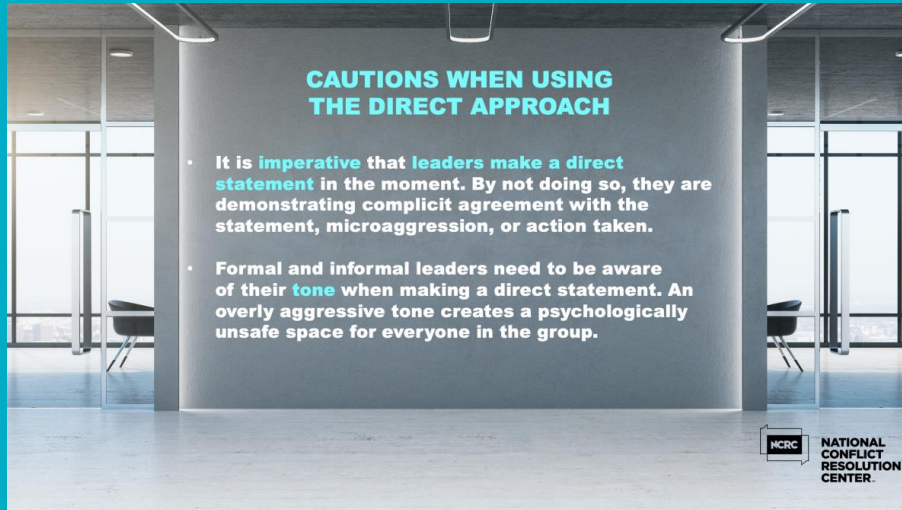 CAUTIONS WHEN USING
THE DIRECT APPROACH
• It is imperative that leaders make a direct
statement in the moment. By not doing so, they are
demonstrating complicit agreement with the
statement, microaggression, or action taken.
• Formal and informal leaders need to be aware
of their tone when making a direct statement. An
overly aggressive tone creates a psychologically
unsafe space for everyone in the group.
NCRC
NATIONAL
CONFLICT
RESOLUTION
CENTER